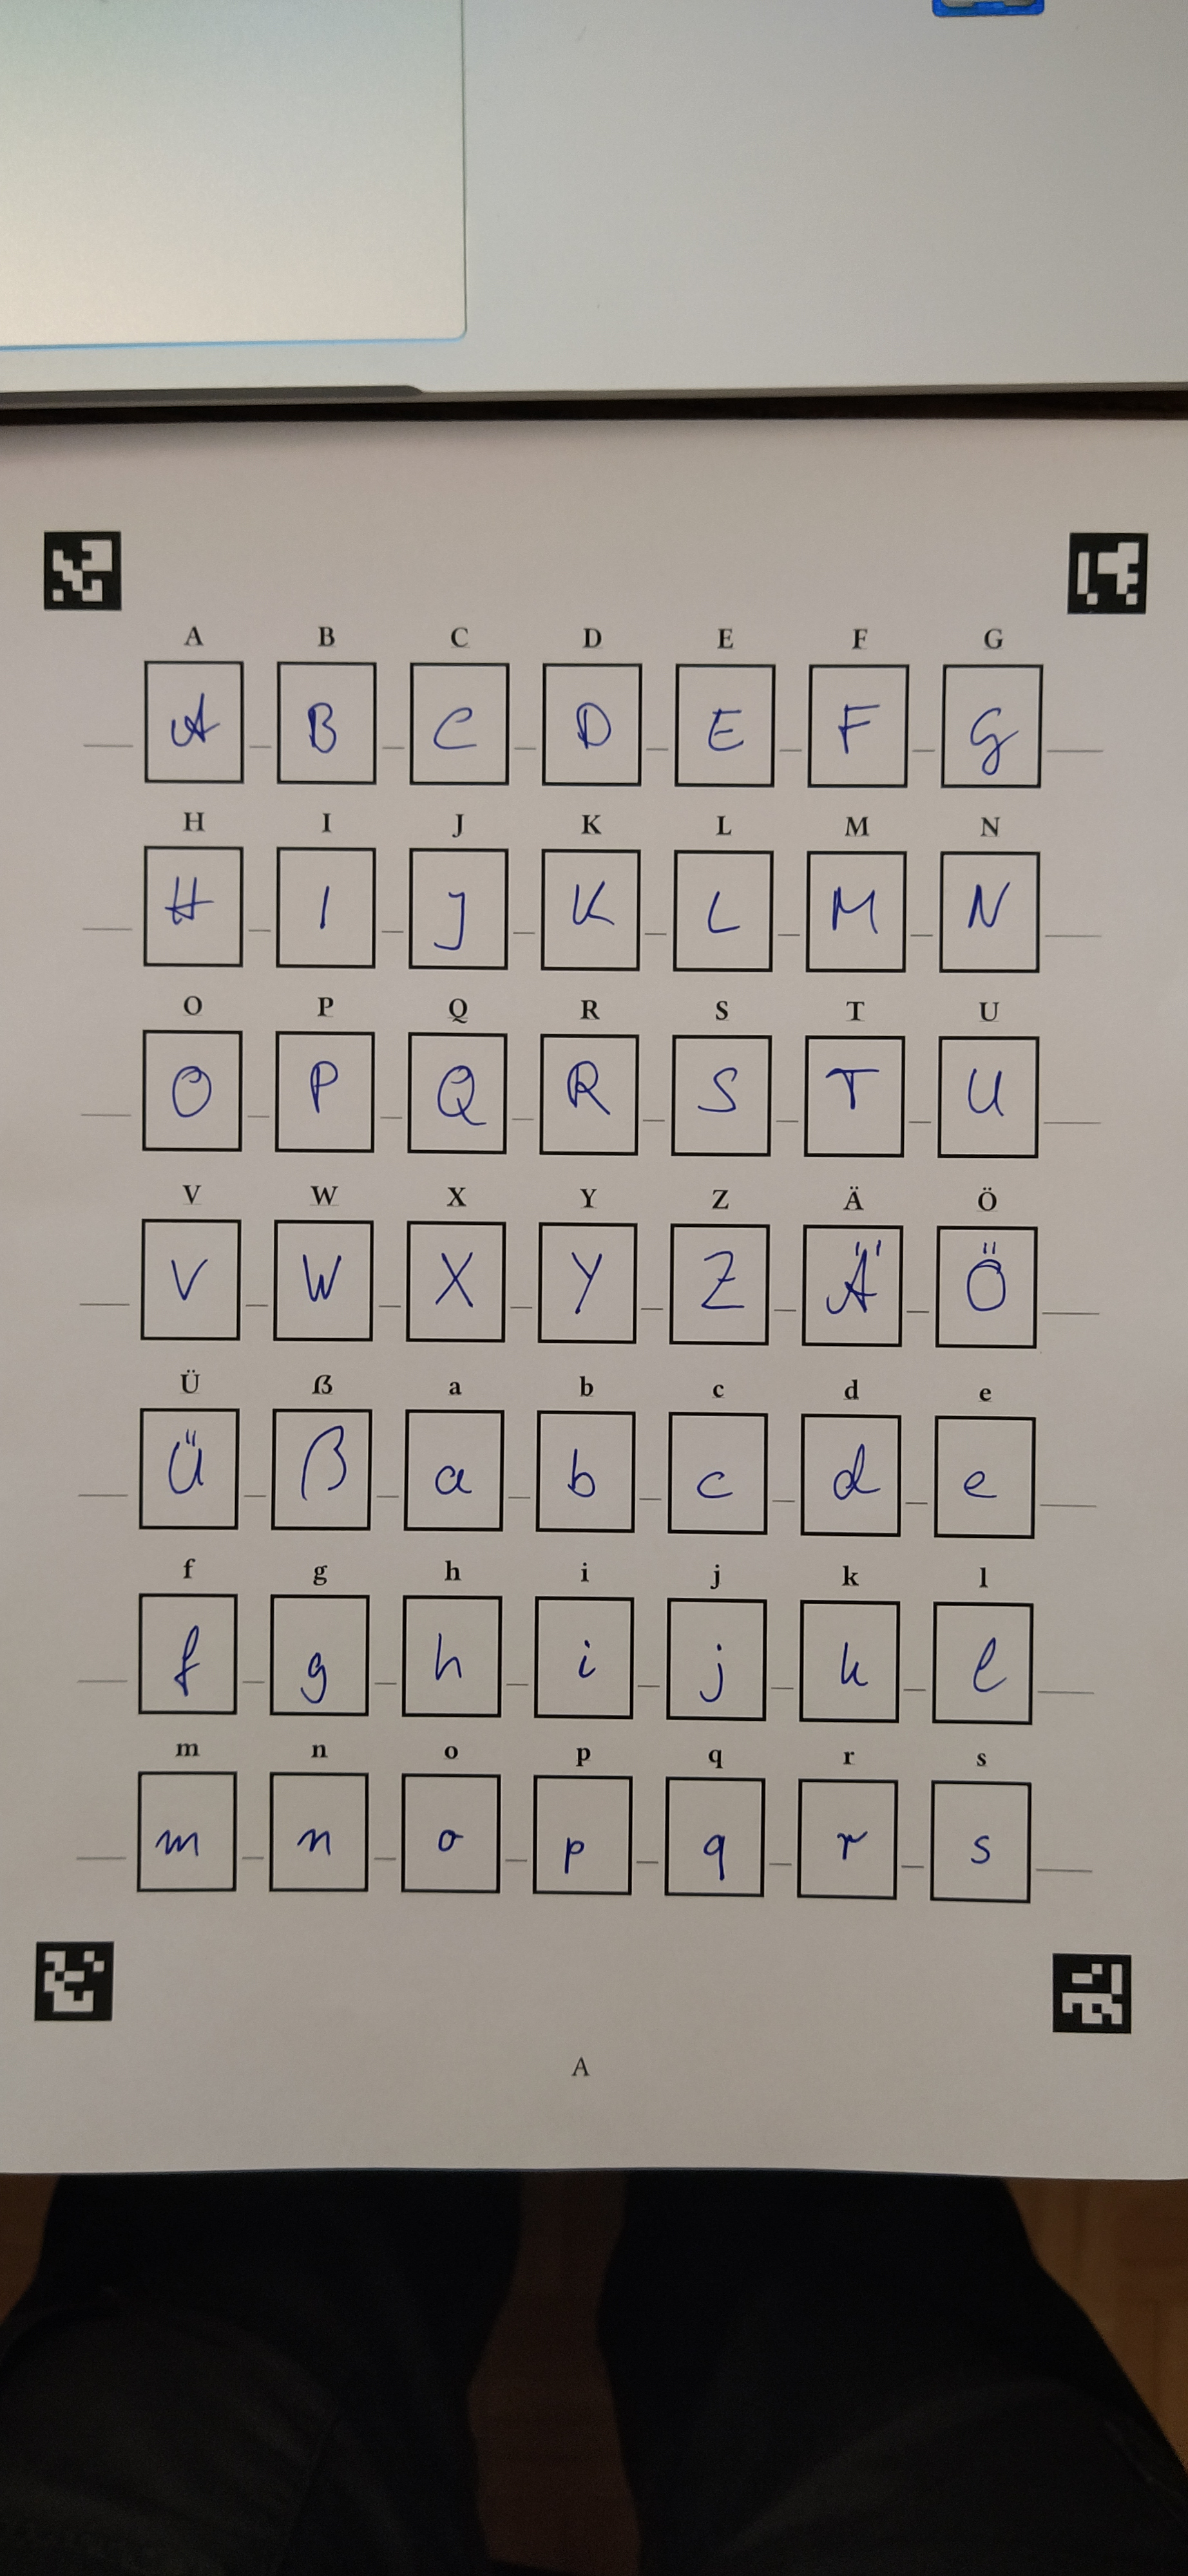 A B C D E F G
A B C D E F G
H I J K L M N
H I J K L M N
O P Q R S T U
O P Q R S T U
V W X Y Z Ä Ö
V W X Y Z Ä Ö
Ü ß a b c d e
Ü ß a b c d e
f g h i j k l
f g h i j k l
m n o p q r s
m n o p q r s
A